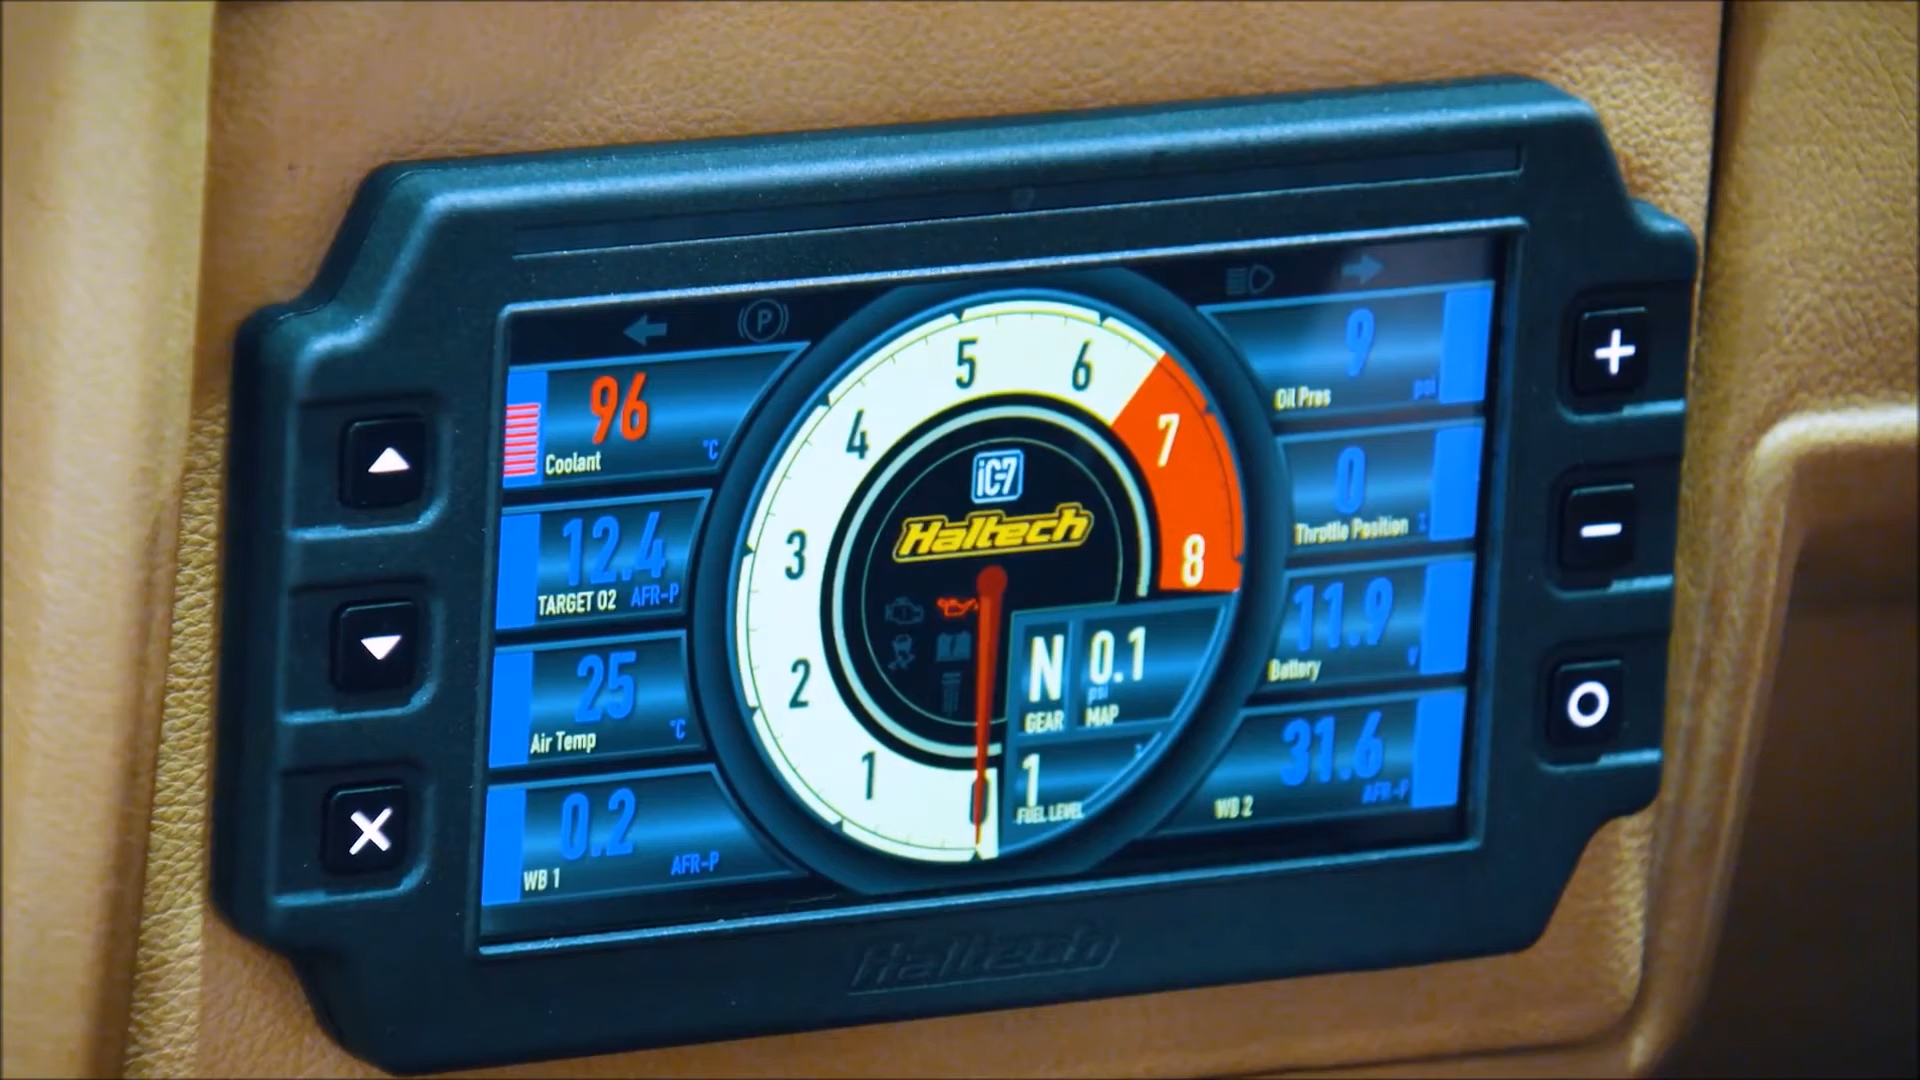 P
96
°C
Coolant
12.4
TARGET O2 AFR-P
25
°C
Air Temp
0.2
WB 1 AFR-P
0
1
2
3
4
5
6
7
8
iC-7
Haltech
N
GEAR
0.1
psi
MAP
1
FUEL LEVEL
9
Oil Pres psi
0
Throttle Position
11.9
Battery V
31.6
WB 2 AFR-P
Haltech